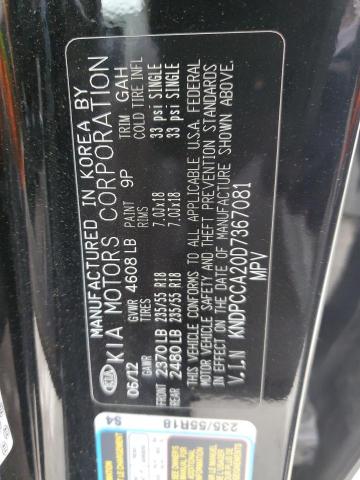 MANUFACTURED IN KOREA BY
KIA MOTORS CORPORATION
06/12 GVWR 4608 LB PAINT 9P TRIM GAH
GAWR TIRES RIMS COLD TIRE INFL
FRONT 2370 LB 235/55 R18 7.0JX18 33 psi SINGLE
REAR 2480 LB 235/55 R18 7.0JX18 33 psi SINGLE
THIS VEHICLE CONFORMS TO ALL APPLICABLE U.S.A. FEDERAL
MOTOR VEHICLE SAFETY AND THEFT PREVENTION STANDARDS
IN EFFECT ON THE DATE OF MANUFACTURE SHOWN ABOVE.
V.I.N KNDPCCA20D7367081
MPV
235/55R18
S4